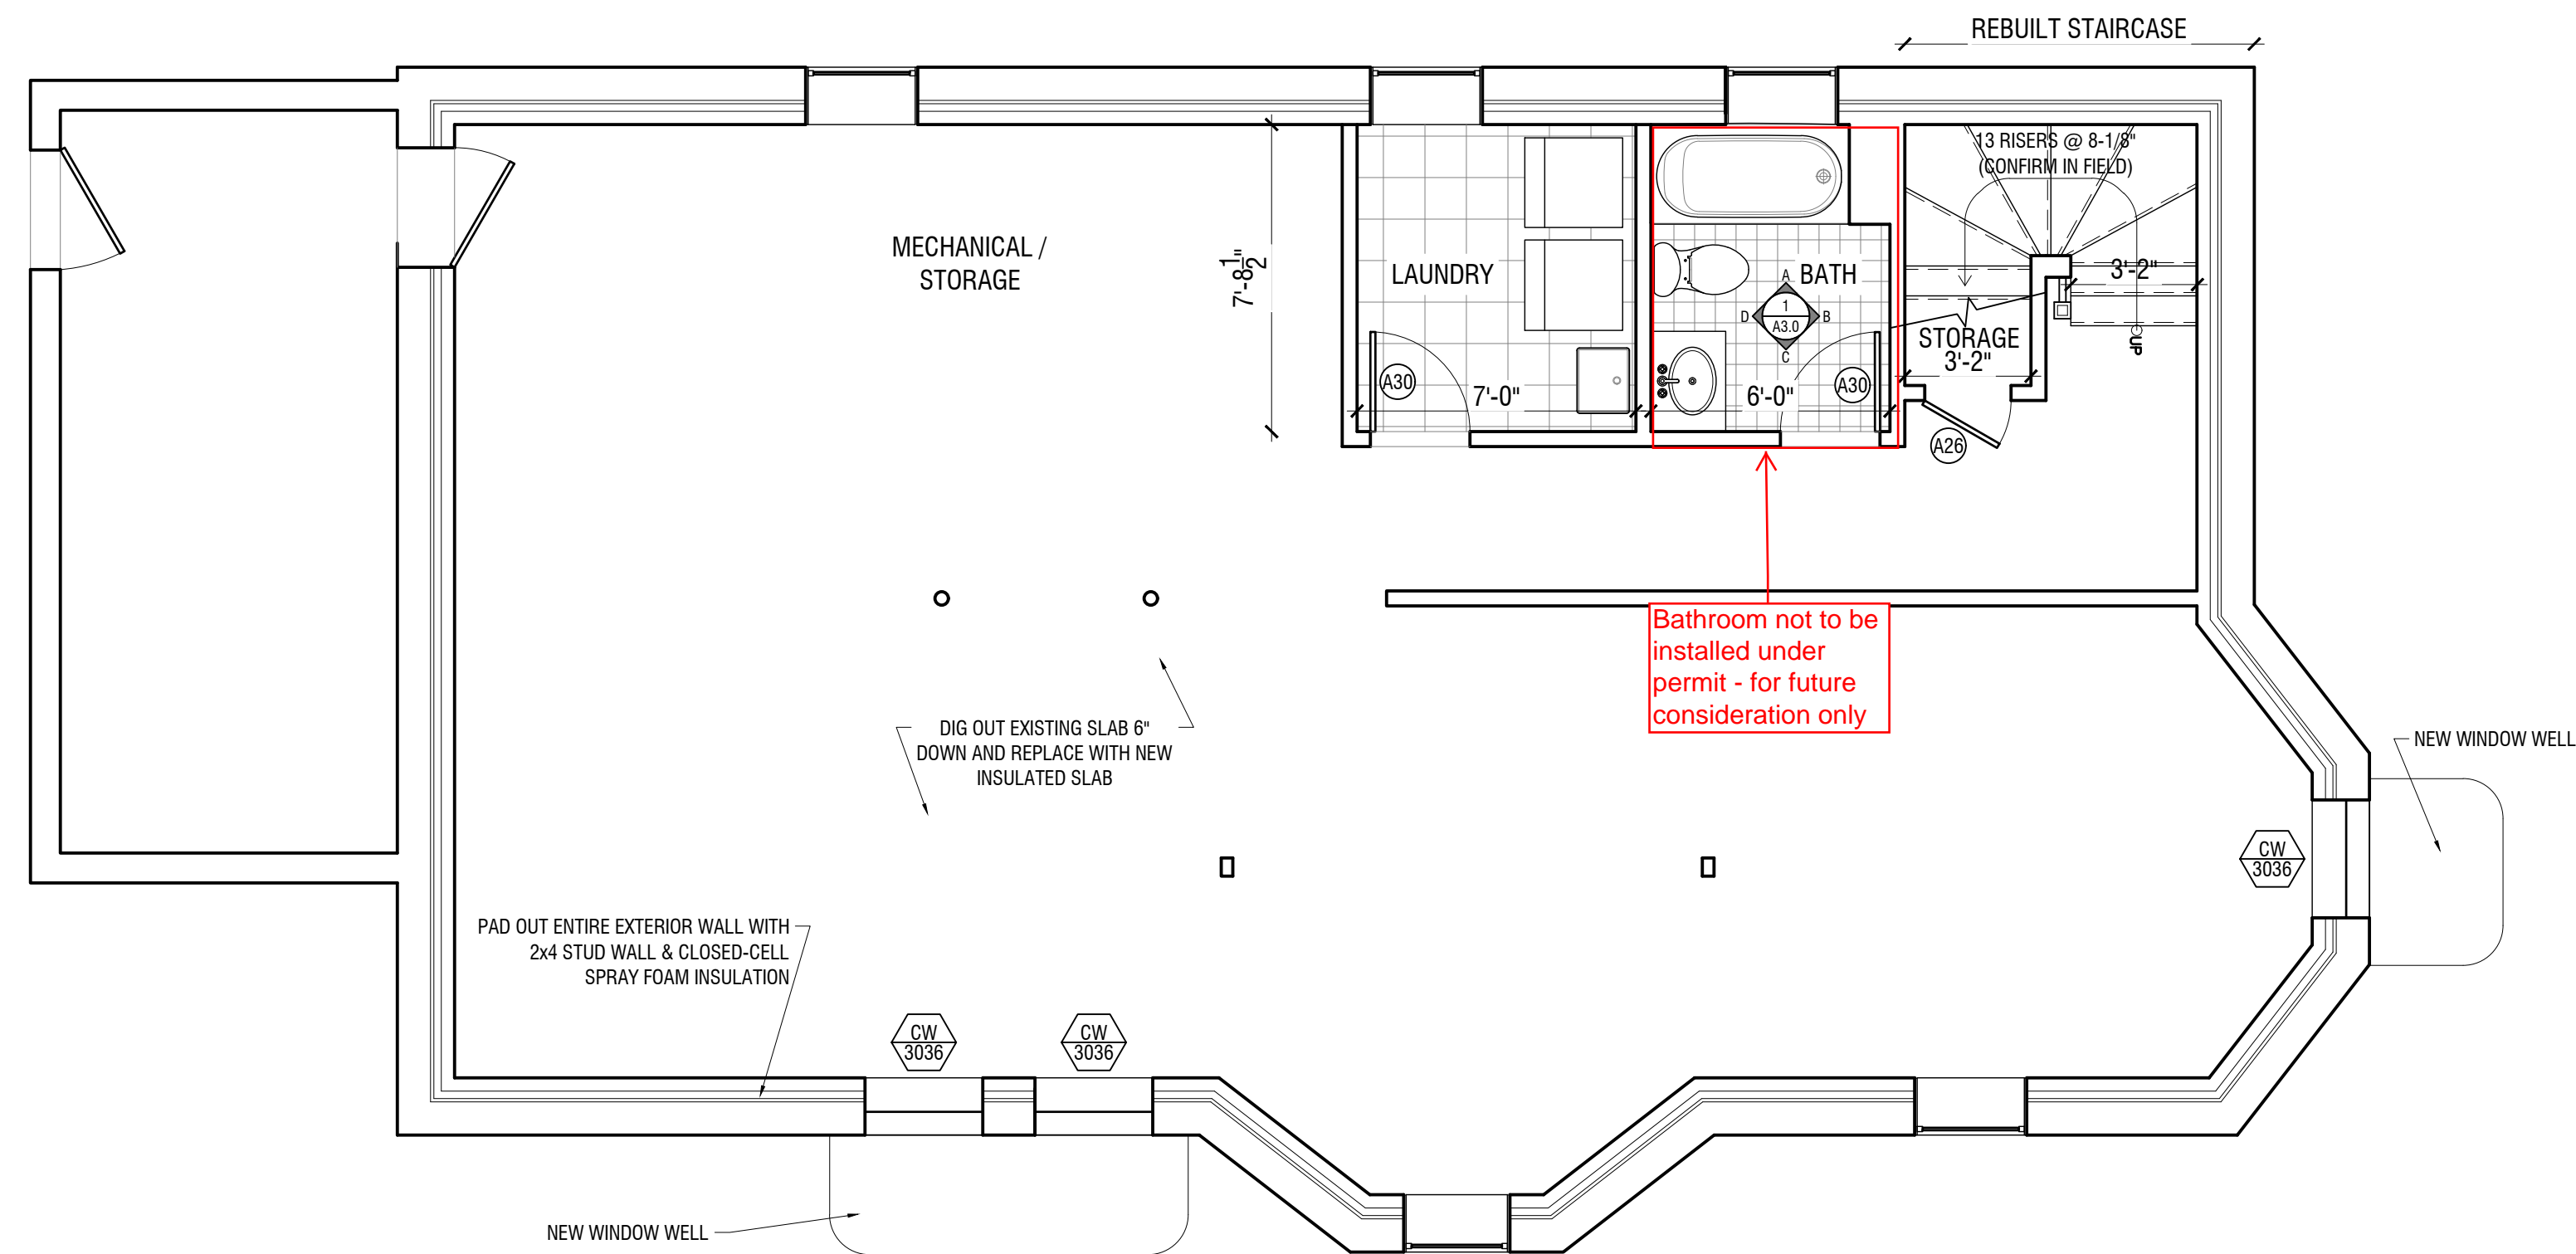 REBUILT STAIRCASE
13 RISERS @ 8-1/8"
(CONFIRM IN FIELD)
MECHANICAL /
STORAGE
7'-8 1/2"
LAUNDRY
BATH
A
1
A3.0
D
B
C
3'-2"
UP
STORAGE
3'-2"
A30
7'-0"
6'-0"
A30
A26
Bathroom not to be
installed under
permit - for future
consideration only
DIG OUT EXISTING SLAB 6"
DOWN AND REPLACE WITH NEW
INSULATED SLAB
NEW WINDOW WELL
CW
3036
PAD OUT ENTIRE EXTERIOR WALL WITH
2x4 STUD WALL & CLOSED-CELL
SPRAY FOAM INSULATION
CW
3036
CW
3036
NEW WINDOW WELL